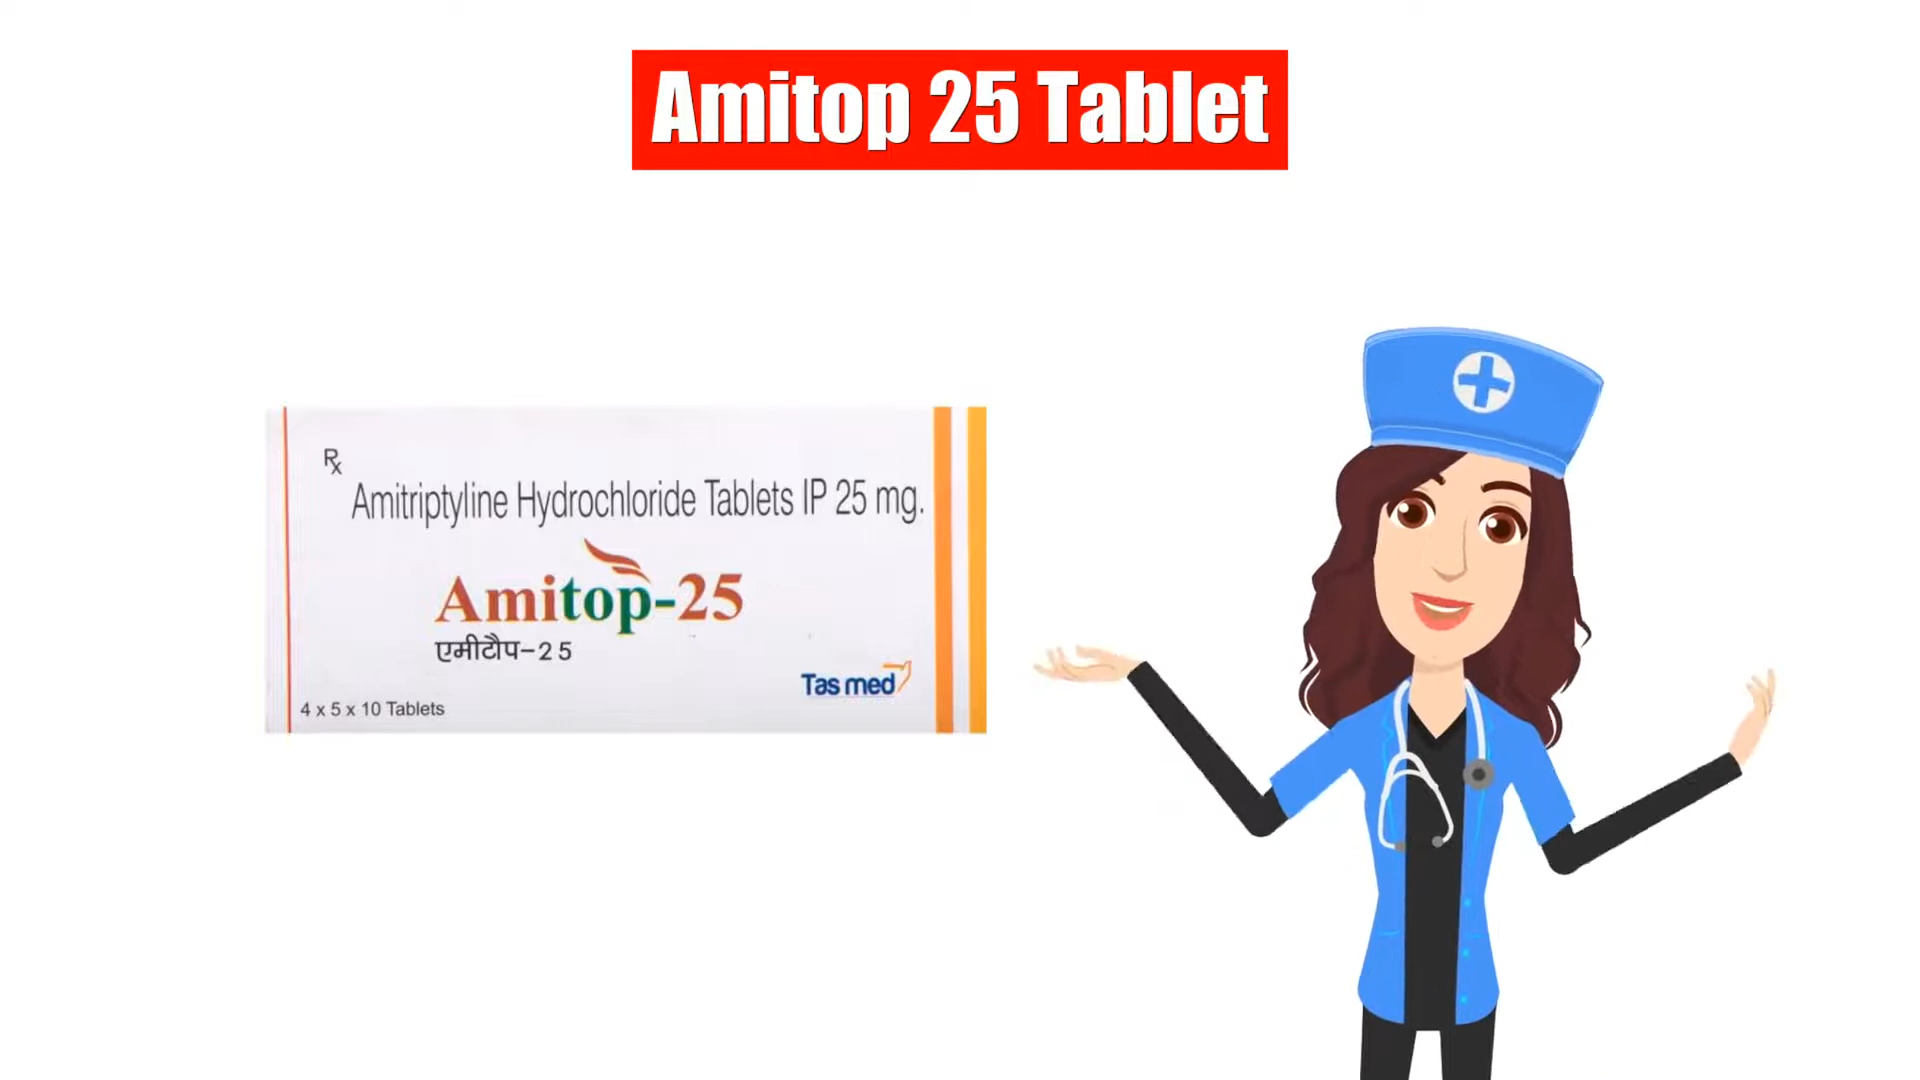 Amitop 25 Tablet
Rx
Amitriptyline Hydrochloride Tablets IP 25 mg.
Amitop-25
एमीटौप-25
Tas med
4 x 5 x 10 Tablets